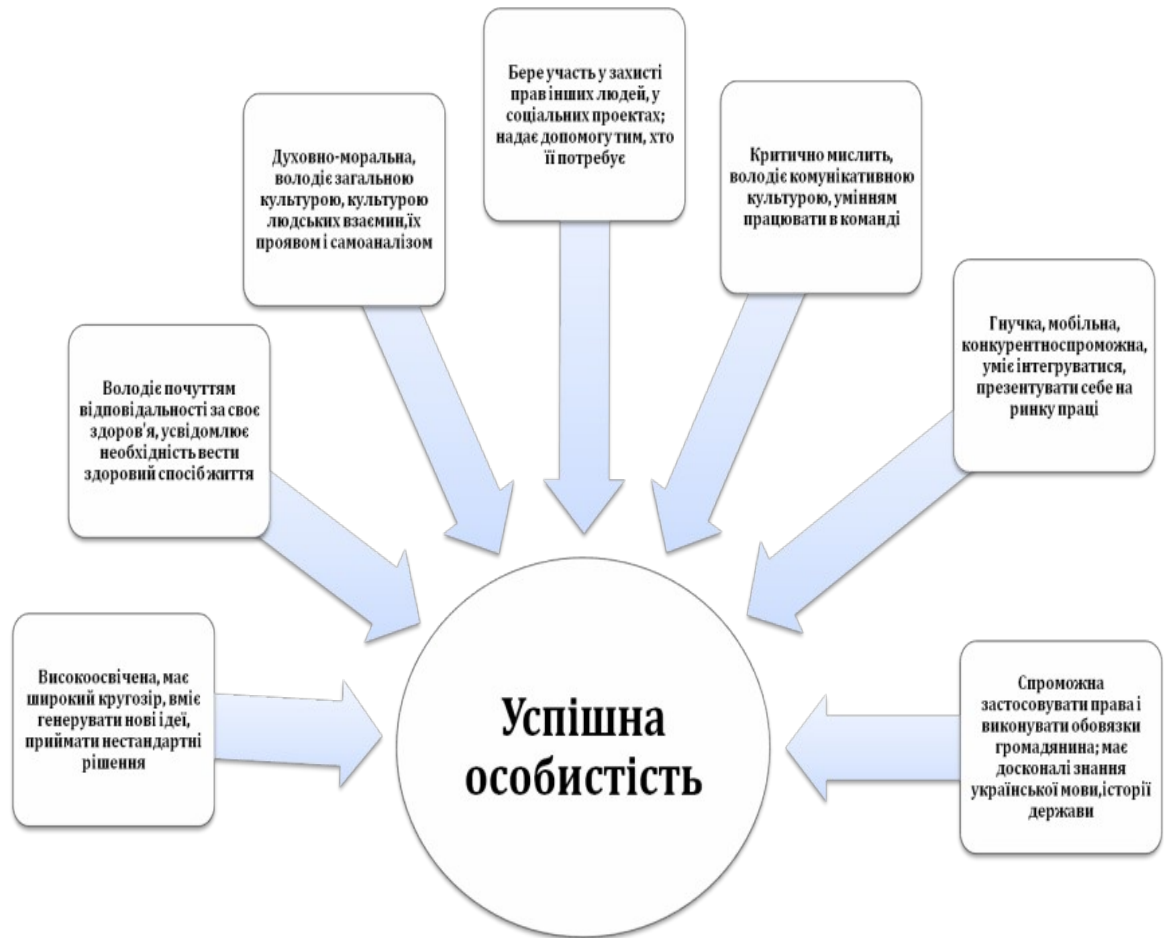 Бере участь у захисті
прав інших людей, у
соціальних проектах;
надає допомогу тим, хто
її потребує
Духовно-моральна,
володіє загальною
культурою, культурою
людських взаємин,їх
проявом і самоаналізом
Критично мислить,
володіє комунікативною
культурою, умінням
працювати в команді
Володіє почуттям
відповідальності за своє
здоров'я, усвідомлює
необхідність вести
здоровий спосіб життя
Гнучка, мобільна,
конкурентноспроможна,
уміє інтегруватися,
презентувати себе на
ринку праці
Високоосвічена, має
широкий кругозір, вміє
генерувати нові ідеї,
приймати нестандартні
рішення
Успішна
особистість
Спроможна
застосовувати права і
виконувати обовязки
громадянина; має
досконалі знання
української мови,історії
держави